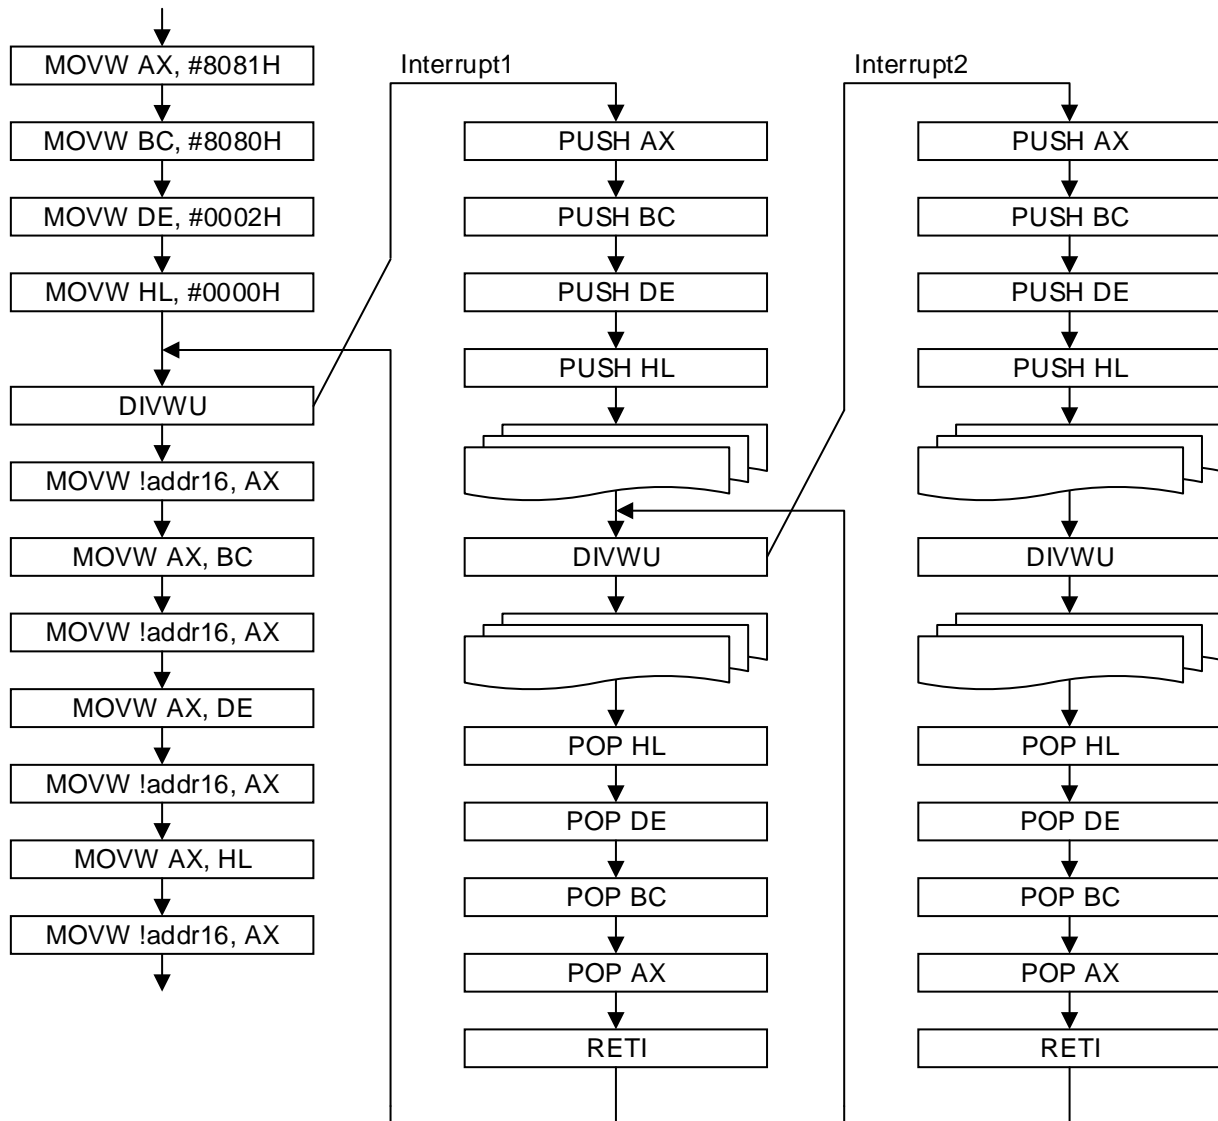 MOVW AX, #8081H
MOVW BC, #8080H
MOVW DE, #0002H
MOVW HL, #0000H
DIVWU
MOVW !addr16, AX
MOVW AX, BC
MOVW !addr16, AX
MOVW AX, DE
MOVW !addr16, AX
MOVW AX, HL
MOVW !addr16, AX
Interrupt1
PUSH AX
PUSH BC
PUSH DE
PUSH HL
DIVWU
POP HL
POP DE
POP BC
POP AX
RETI
Interrupt2
PUSH AX
PUSH BC
PUSH DE
PUSH HL
DIVWU
POP HL
POP DE
POP BC
POP AX
RETI